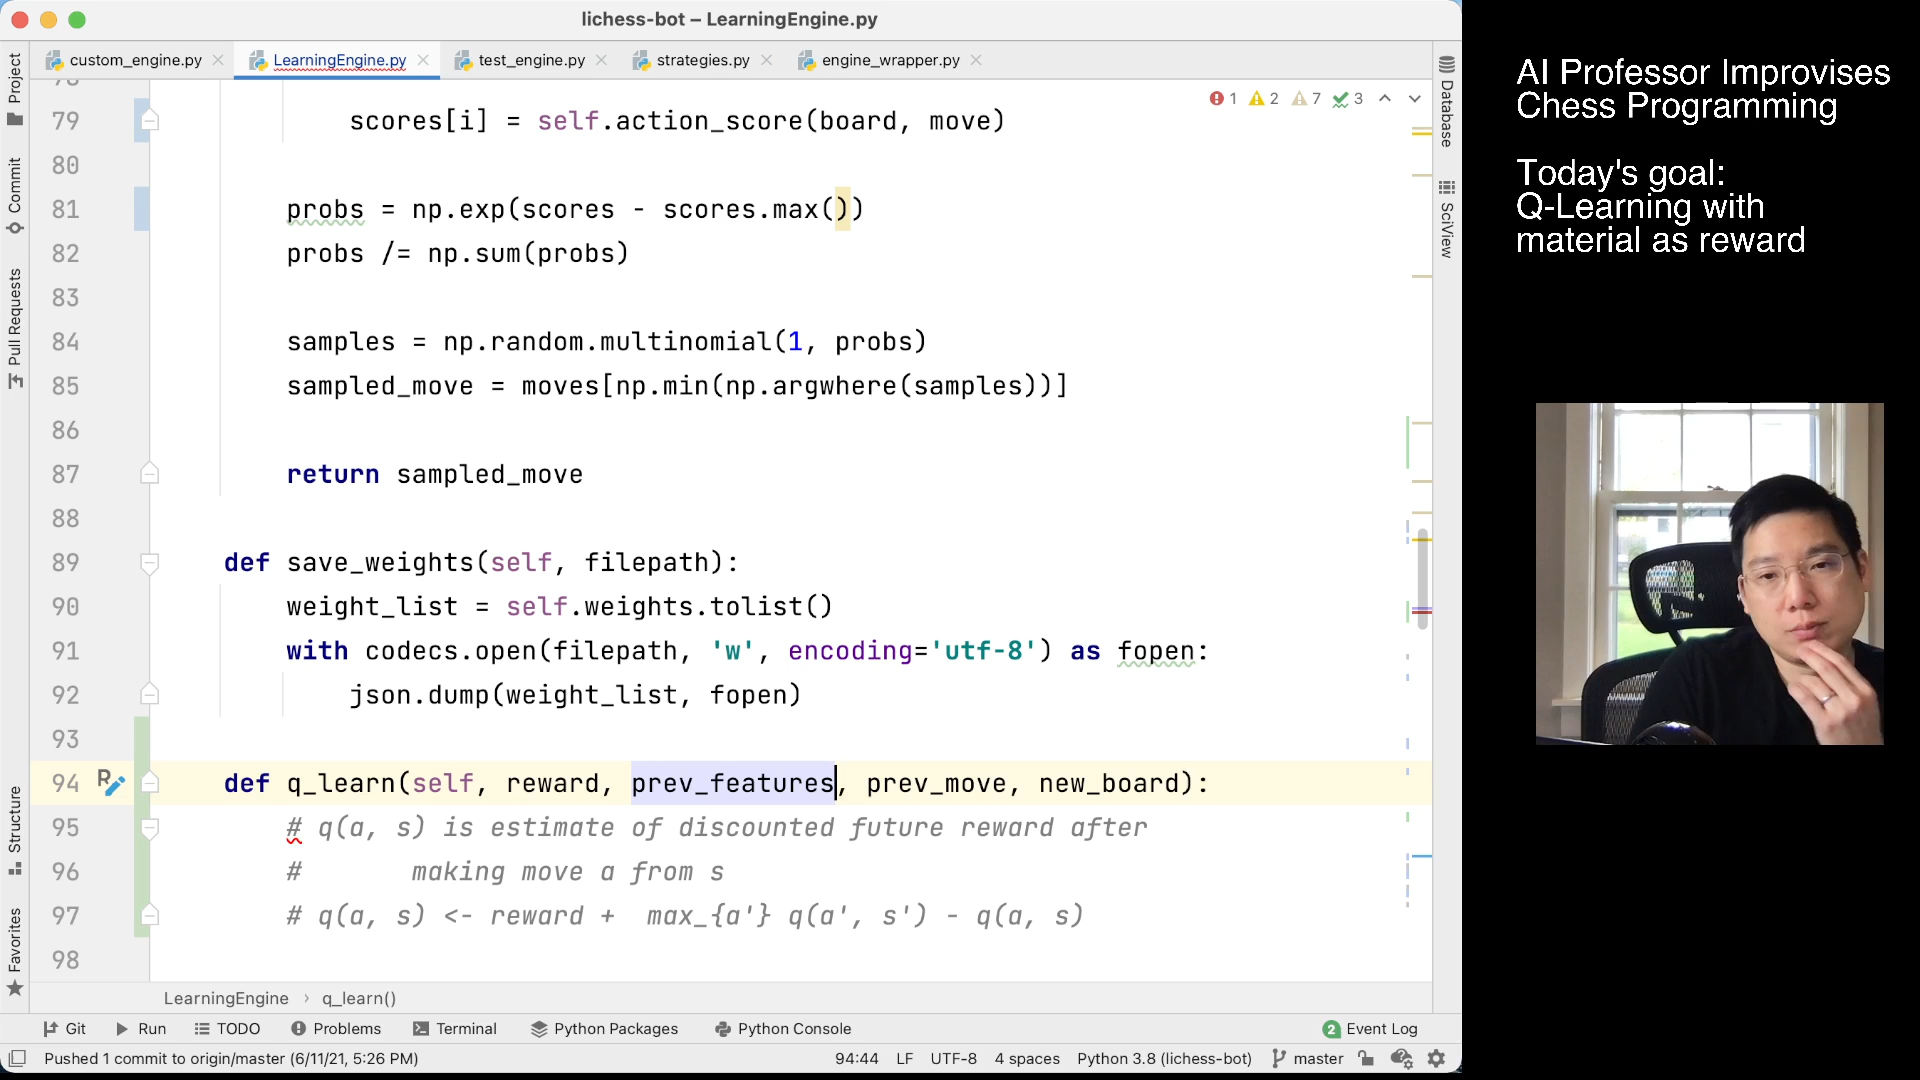 lichess-bot – LearningEngine.py
custom_engine.py
LearningEngine.py
test_engine.py
strategies.py
engine_wrapper.py
Project
Commit
Pull Requests
Structure
Favorites
Database
SciView
1 2 7 3
78
79 scores[i] = self.action_score(board, move)
80
81 probs = np.exp(scores - scores.max())
82 probs /= np.sum(probs)
83
84 samples = np.random.multinomial(1, probs)
85 sampled_move = moves[np.min(np.argwhere(samples))]
86
87 return sampled_move
88
89 def save_weights(self, filepath):
90 weight_list = self.weights.tolist()
91 with codecs.open(filepath, 'w', encoding='utf-8') as fopen:
92 json.dump(weight_list, fopen)
93
94 def q_learn(self, reward, prev_features, prev_move, new_board):
95 # q(a, s) is estimate of discounted future reward after
96 #       making move a from s
97 # q(a, s) <- reward +  max_{a'} q(a', s') - q(a, s)
98
LearningEngine › q_learn()
Git Run TODO Problems Terminal Python Packages Python Console 2 Event Log
Pushed 1 commit to origin/master (6/11/21, 5:26 PM) 94:44 LF UTF-8 4 spaces Python 3.8 (lichess-bot) master
AI Professor Improvises
Chess Programming
Today's goal:
Q-Learning with
material as reward